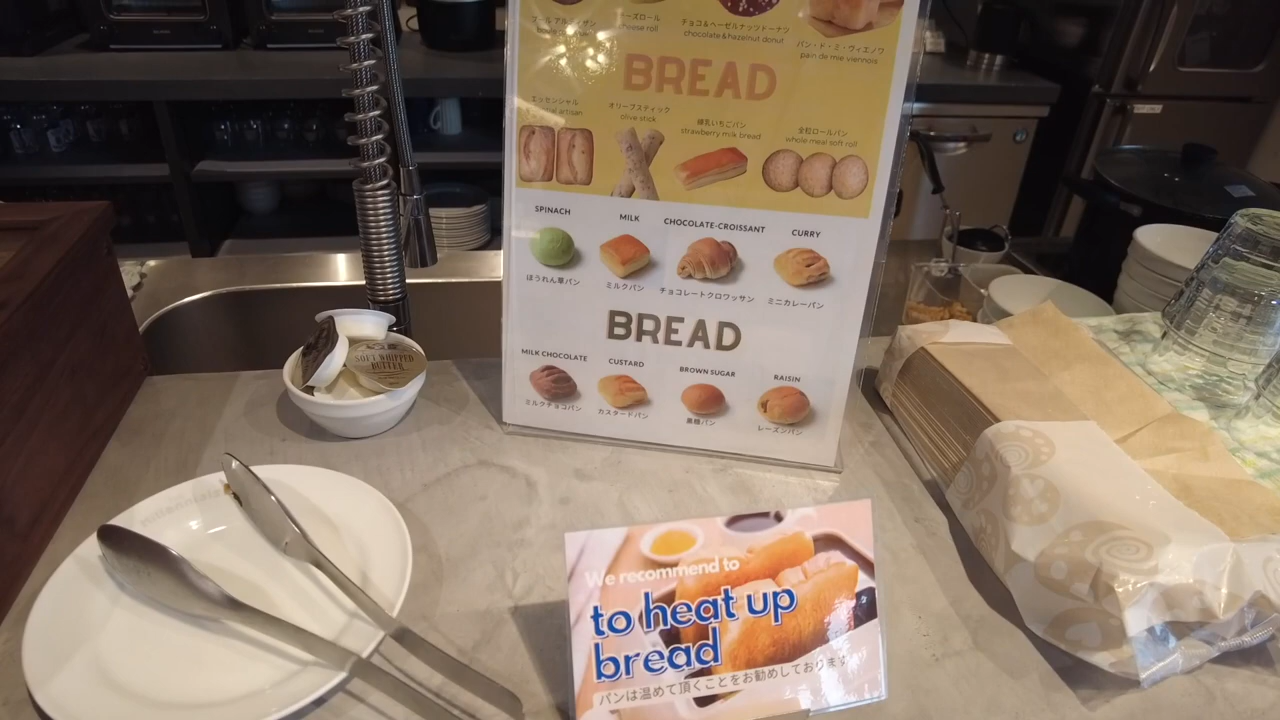 チーズロール
cheese roll
チョコ&ヘーゼルナッツドーナツ
chocolate & hazelnut donut
パン・ド・ミ・ヴィエノワ
pain de mie viennois
BREAD
エッセンシャル
artisan
オリーブスティック
olive stick
練乳いちごパン
strawberry milk bread
全粒ロールパン
whole meal soft roll
SPINACH
ほうれん草パン
MILK
ミルクパン
CHOCOLATE-CROISSANT
チョコレートクロワッサン
CURRY
ミニカレーパン
BREAD
MILK CHOCOLATE
ミルクチョコパン
CUSTARD
カスタードパン
BROWN SUGAR
黒糖パン
RAISIN
レーズンパン
SOFT WHIPPED
BUTTER
We recommend to
to heat up
bread
パンは温めて頂くことをお勧めしております